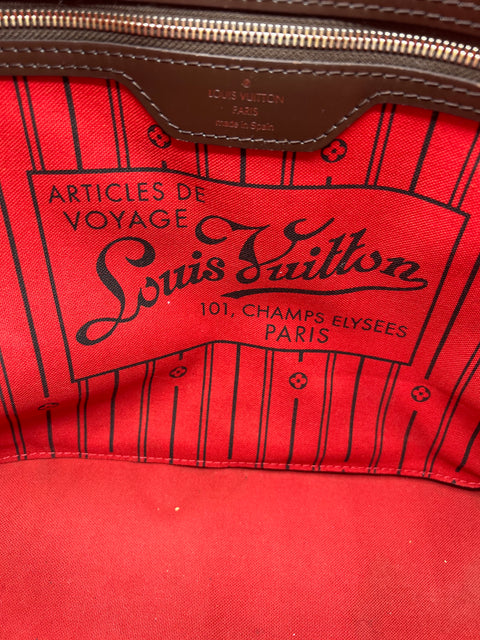 LOUIS VUITTON
PARIS
made in Spain
ARTICLES DE
VOYAGE
Louis Vuitton
101, CHAMPS ELYSEES
PARIS